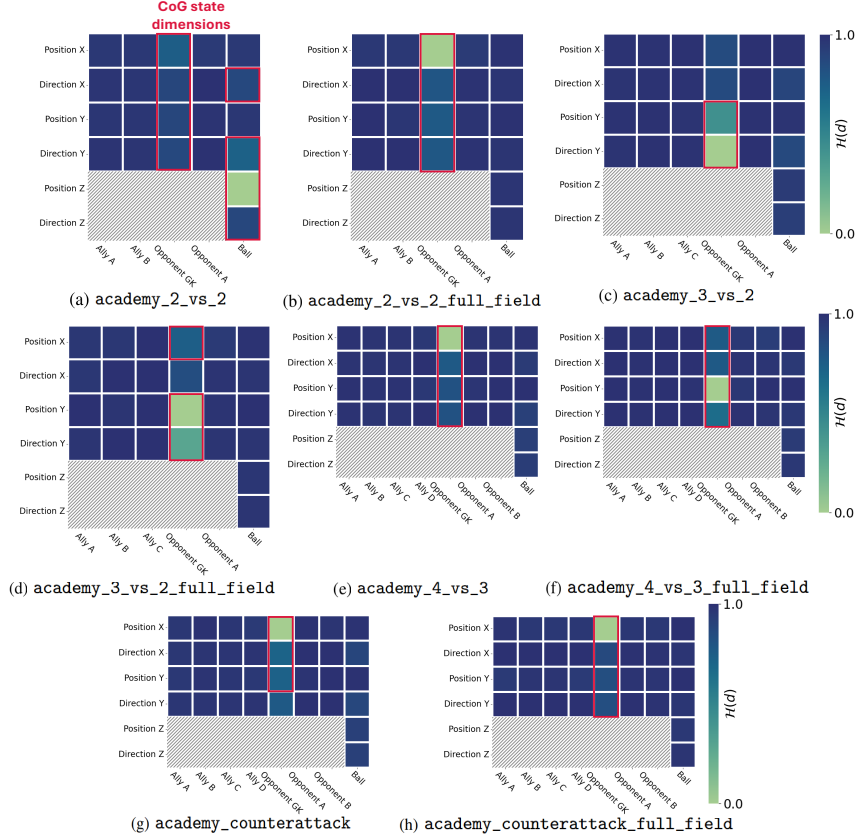 CoG state
dimensions
Position X
Direction X
Position Y
Direction Y
Position Z
Direction Z
Ally A
Ally B
Opponent GK
Opponent A
Ball
(a) academy_2_vs_2
Ally A
Ally B
Opponent GK
Opponent A
Ball
(b) academy_2_vs_2_full_field
Position X
Direction X
Position Y
Direction Y
Position Z
Direction Z
Ally A
Ally B
Ally C
Opponent GK
Opponent A
Ball
(c) academy_3_vs_2
1.0
H(d)
0.0
Position X
Direction X
Position Y
Direction Y
Position Z
Direction Z
Ally A
Ally B
Ally C
Opponent GK
Opponent A
Ball
(d) academy_3_vs_2_full_field
Position X
Direction X
Position Y
Direction Y
Position Z
Direction Z
Ally A
Ally B
Ally C
Ally D
Opponent GK
Opponent A
Opponent B
Ball
(e) academy_4_vs_3
Position X
Direction X
Position Y
Direction Y
Position Z
Direction Z
Ally A
Ally B
Ally C
Ally D
Opponent GK
Opponent A
Opponent B
Ball
(f) academy_4_vs_3_full_field
1.0
H(d)
0.0
Position X
Direction X
Position Y
Direction Y
Position Z
Direction Z
Ally A
Ally B
Ally C
Ally D
Opponent GK
Opponent A
Opponent B
Ball
(g) academy_counterattack
Position X
Direction X
Position Y
Direction Y
Position Z
Direction Z
Ally A
Ally B
Ally C
Ally D
Opponent GK
Opponent A
Opponent B
Ball
(h) academy_counterattack_full_field
1.0
H(d)
0.0